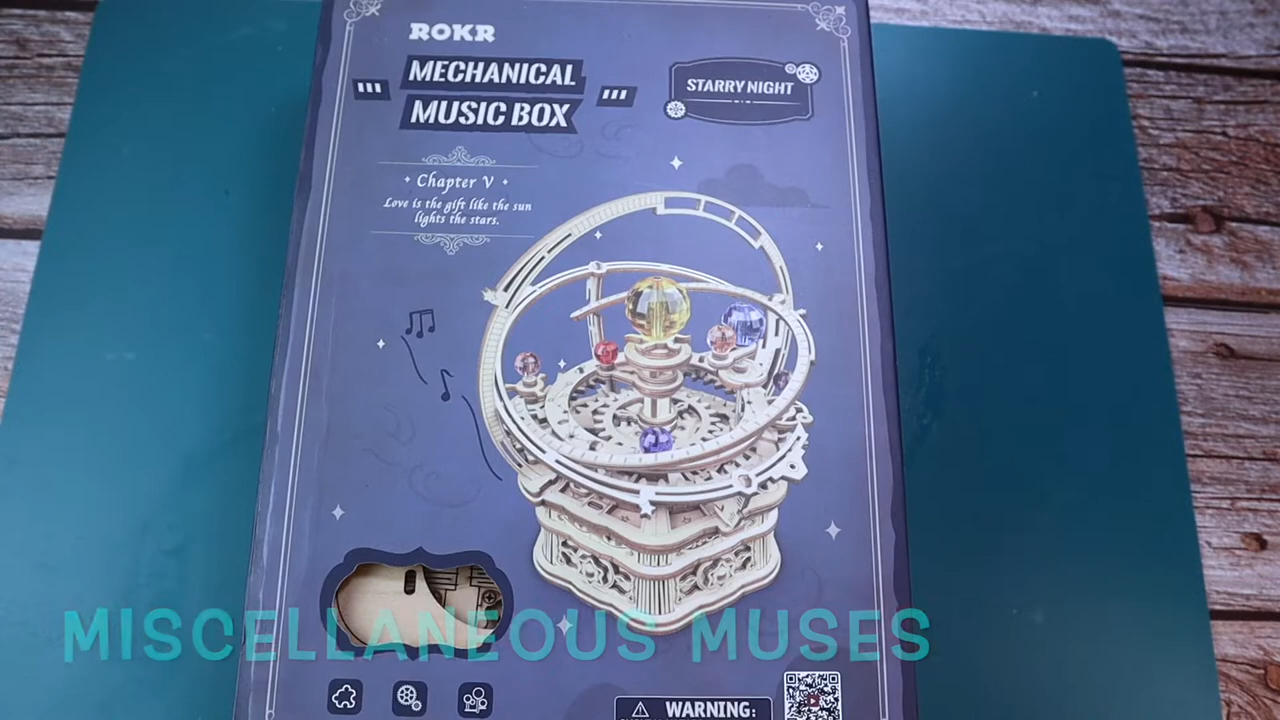 ROKR
MECHANICAL
MUSIC BOX
STARRY NIGHT
Chapter V
Love is the gift like the sun
lights the stars.
MISCELLANEOUS MUSES
WARNING: